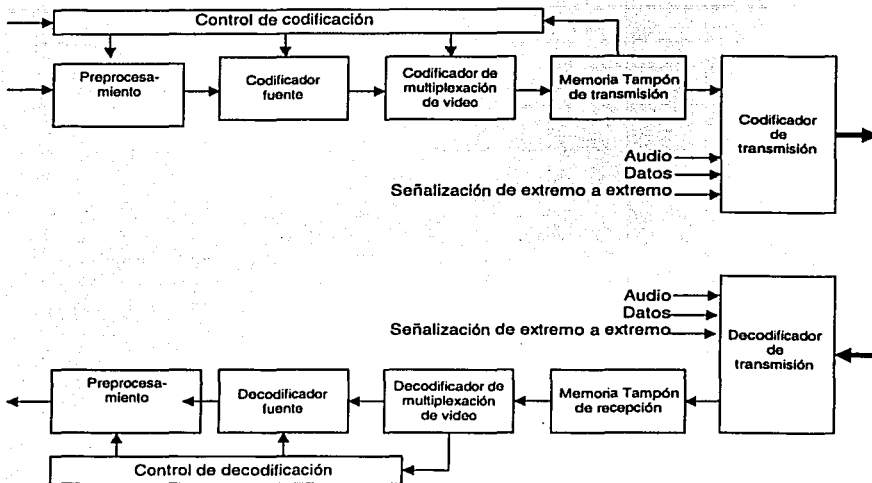 Control de codificación
Preprocesa-
miento
Codificador
fuente
Codificador de
multiplexación
de video
Memoria Tampón
de transmisión
Codificador
de
transmisión
Audio
Datos
Señalización de extremo a extremo
Audio
Datos
Señalización de extremo a extremo
Decodificador
de
transmisión
Preprocesa-
miento
Decodificador
fuente
Decodificador de
multiplexación
de video
Memoria Tampón
de recepción
Control de decodificación